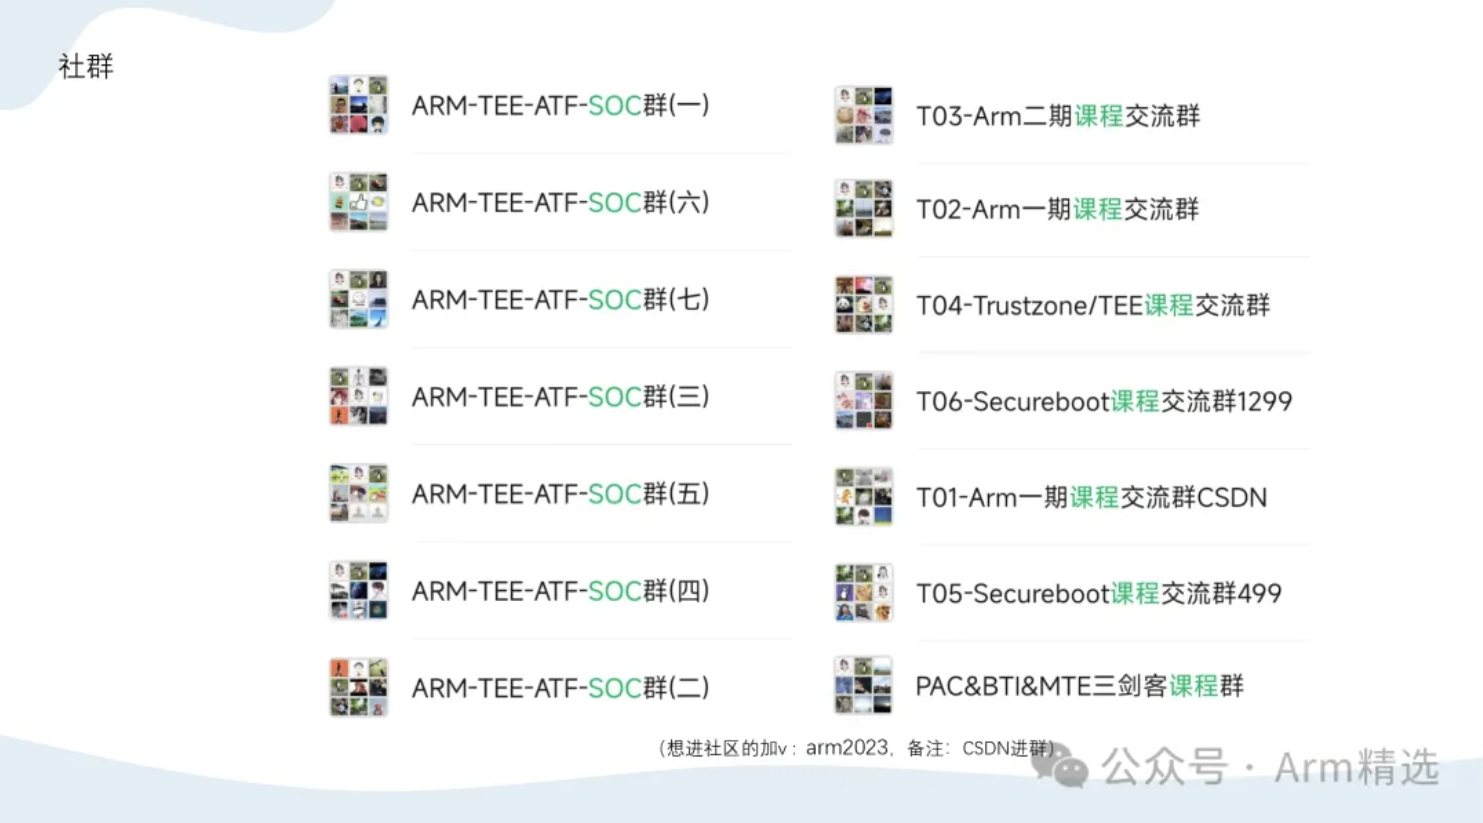 社群
ARM-TEE-ATF-SOC群(一)
ARM-TEE-ATF-SOC群(六)
ARM-TEE-ATF-SOC群(七)
ARM-TEE-ATF-SOC群(三)
ARM-TEE-ATF-SOC群(五)
ARM-TEE-ATF-SOC群(四)
ARM-TEE-ATF-SOC群(二)
T03-Arm二期课程交流群
T02-Arm一期课程交流群
T04-Trustzone/TEE课程交流群
T06-Secureboot课程交流群1299
T01-Arm一期课程交流群CSDN
T05-Secureboot课程交流群499
PAC&BTI&MTE三剑客课程群
（想进社区的加v：arm2023，备注：CSDN进群）
公众号·Arm精选